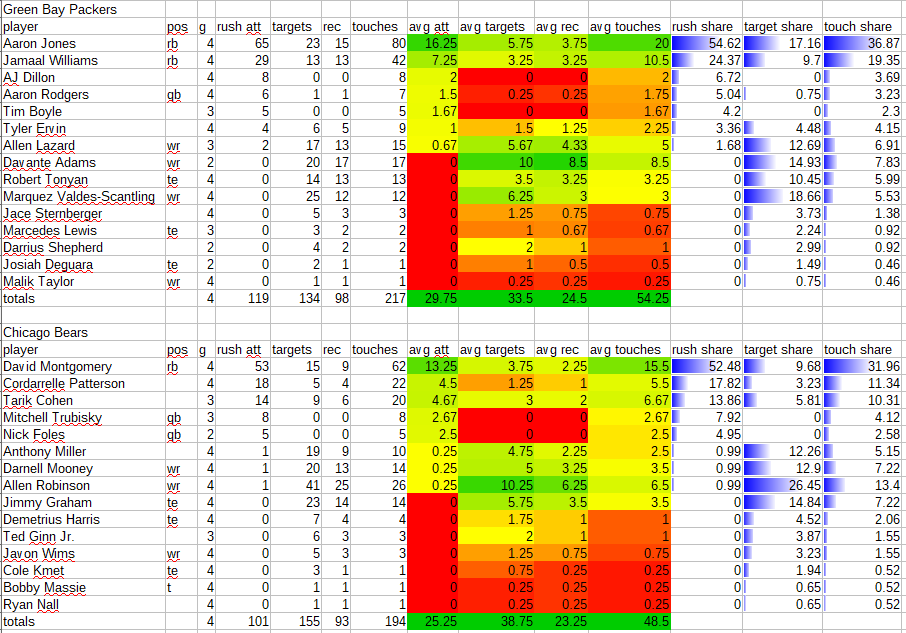 Green Bay Packers
player pos g rush att targets rec touches avg att avg targets avg rec avg touches rush share target share touch share
Aaron Jones rb 4 65 23 15 80 16.25 5.75 3.75 20 54.62 17.16 36.87
Jamaal Williams rb 4 29 13 13 42 7.25 3.25 3.25 10.5 24.37 9.7 19.35
AJ Dillon 4 8 0 0 8 2 0 0 2 6.72 0 3.69
Aaron Rodgers qb 4 6 1 1 7 1.5 0.25 0.25 1.75 5.04 0.75 3.23
Tim Boyle 3 5 0 0 5 1.67 0 0 1.67 4.2 0 2.3
Tyler Ervin 4 4 6 5 9 1 1.5 1.25 2.25 3.36 4.48 4.15
Allen Lazard wr 3 2 17 13 15 0.67 5.67 4.33 5 1.68 12.69 6.91
Davante Adams wr 2 0 20 17 17 0 10 8.5 8.5 0 14.93 7.83
Robert Tonyan te 4 0 14 13 13 0 3.5 3.25 3.25 0 10.45 5.99
Marquez Valdes-Scantling wr 4 0 25 12 12 0 6.25 3 3 0 18.66 5.53
Jace Sternberger 4 0 5 3 3 0 1.25 0.75 0.75 0 3.73 1.38
Marcedes Lewis te 3 0 3 2 2 0 1 0.67 0.67 0 2.24 0.92
Darrius Shepherd 2 0 4 2 2 0 2 1 1 0 2.99 0.92
Josiah Deguara te 2 0 2 1 1 0 1 0.5 0.5 0 1.49 0.46
Malik Taylor wr 4 0 1 1 1 0 0.25 0.25 0.25 0 0.75 0.46
totals 4 119 134 98 217 29.75 33.5 24.5 54.25
Chicago Bears
player pos g rush att targets rec touches avg att avg targets avg rec avg touches rush share target share touch share
David Montgomery rb 4 53 15 9 62 13.25 3.75 2.25 15.5 52.48 9.68 31.96
Cordarrelle Patterson 4 18 5 4 22 4.5 1.25 1 5.5 17.82 3.23 11.34
Tarik Cohen 3 14 9 6 20 4.67 3 2 6.67 13.86 5.81 10.31
Mitchell Trubisky qb 3 8 0 0 8 2.67 0 0 2.67 7.92 0 4.12
Nick Foles qb 2 5 0 0 5 2.5 0 0 2.5 4.95 0 2.58
Anthony Miller 4 1 19 9 10 0.25 4.75 2.25 2.5 0.99 12.26 5.15
Darnell Mooney wr 4 1 20 13 14 0.25 5 3.25 3.5 0.99 12.9 7.22
Allen Robinson wr 4 1 41 25 26 0.25 10.25 6.25 6.5 0.99 26.45 13.4
Jimmy Graham te 4 0 23 14 14 0 5.75 3.5 3.5 0 14.84 7.22
Demetrius Harris te 4 0 7 4 4 0 1.75 1 1 0 4.52 2.06
Ted Ginn Jr. 3 0 6 3 3 0 2 1 1 0 3.87 1.55
Javon Wims wr 4 0 5 3 3 0 1.25 0.75 0.75 0 3.23 1.55
Cole Kmet te 4 0 3 1 1 0 0.75 0.25 0.25 0 1.94 0.52
Bobby Massie t 4 0 1 1 1 0 0.25 0.25 0.25 0 0.65 0.52
Ryan Nall 4 0 1 1 1 0 0.25 0.25 0.25 0 0.65 0.52
totals 4 101 155 93 194 25.25 38.75 23.25 48.5